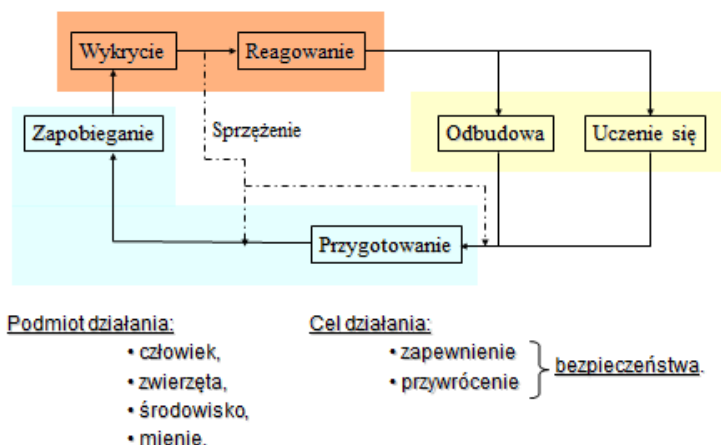 Wykrycie
Reagowanie
Zapobieganie
Sprzężenie
Odbudowa
Uczenie się
Przygotowanie
Podmiot działania:
• człowiek,
• zwierzęta,
• środowisko,
• mienie.
Cel działania:
• zapewnienie
• przywrócenie
bezpieczeństwa.